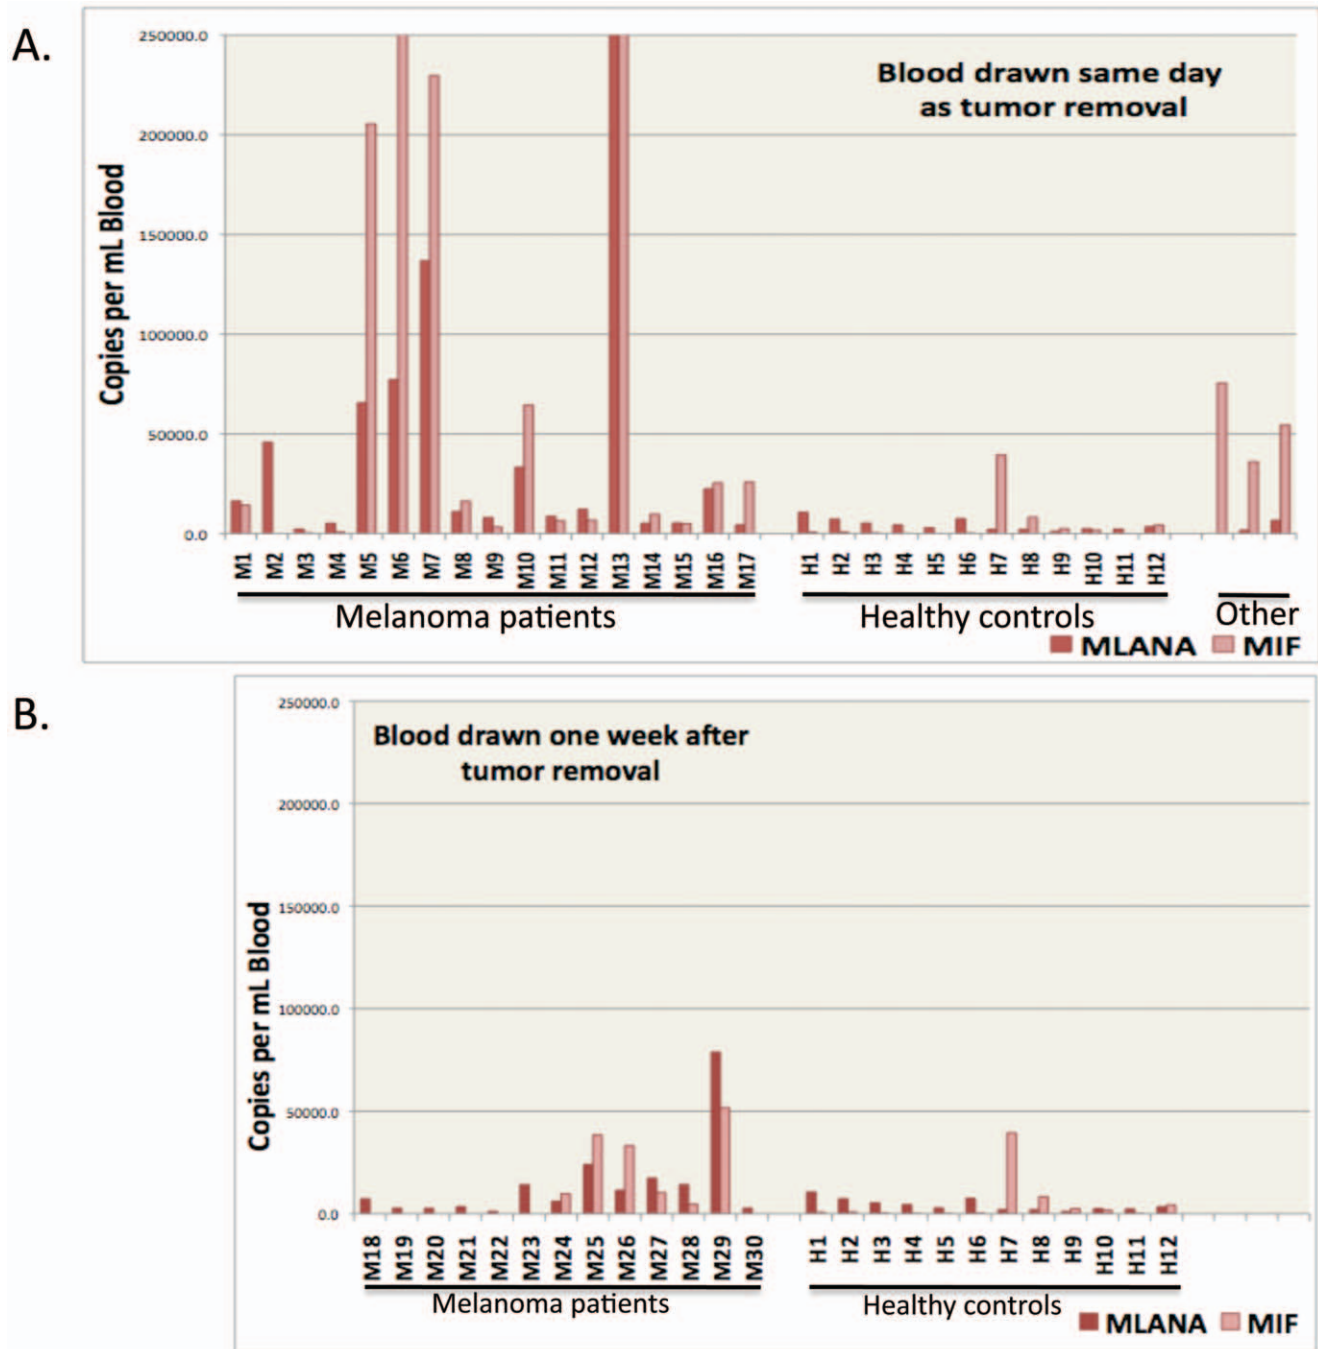 A.
250000.0
200000.0
150000.0
100000.0
50000.0
0.0
Copies per mL Blood
Blood drawn same day
as tumor removal
M1 M2 M3 M4 M5 M6 M7 M8 M9 M10 M11 M12 M13 M14 M15 M16 M17 H1 H2 H3 H4 H5 H6 H7 H8 H9 H10 H11 H12
Melanoma patients Healthy controls Other
MLANA MIF
B.
250000.0
200000.0
150000.0
100000.0
50000.0
0.0
Copies per mL Blood
Blood drawn one week after
tumor removal
M18 M19 M20 M21 M22 M23 M24 M25 M26 M27 M28 M29 M30 H1 H2 H3 H4 H5 H6 H7 H8 H9 H10 H11 H12
Melanoma patients Healthy controls
MLANA MIF